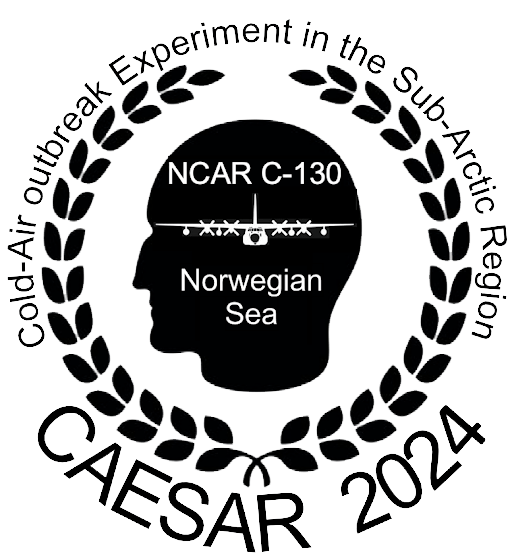 Cold-Air outbreak Experiment in the Sub-Arctic Region
NCAR C-130
Norwegian
Sea
CAESAR 2024